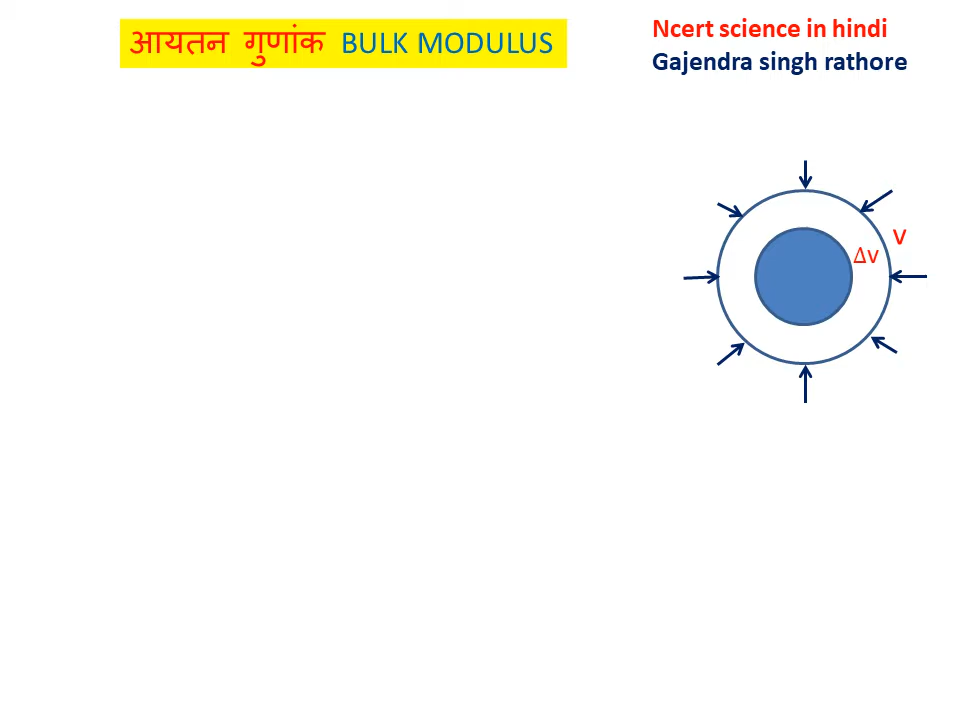 आयतन गुणांक BULK MODULUS
Ncert science in hindi
Gajendra singh rathore
V
Δv